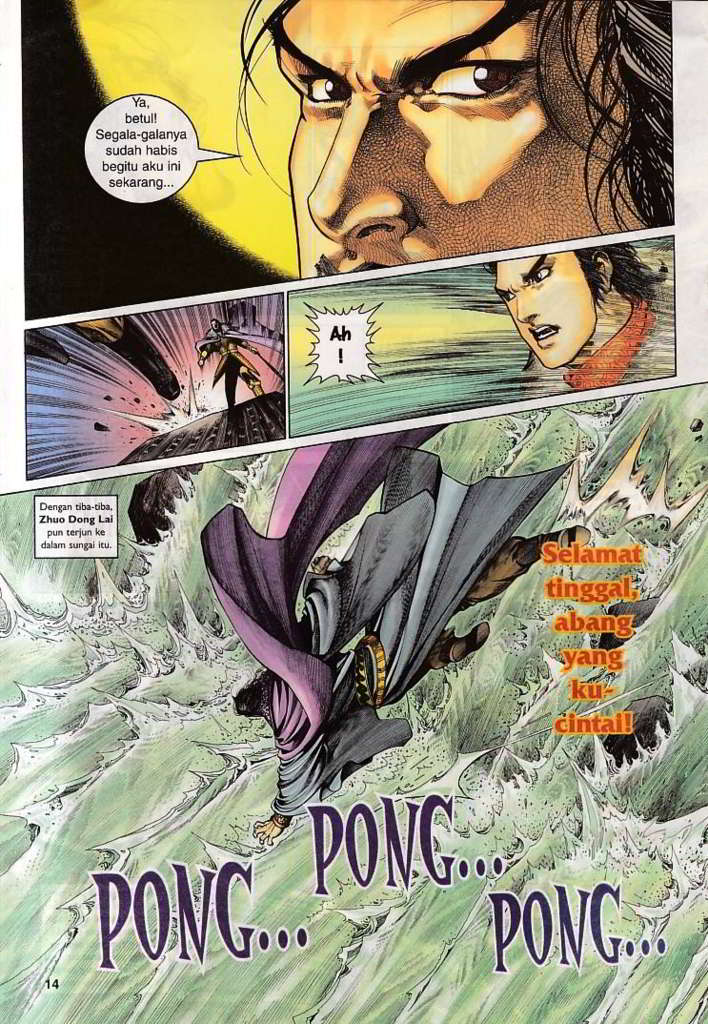 Ya,
betul!
Segala-galanya
sudah habis
begitu aku ini
sekarang...
Ah
!
Dengan tiba-tiba,
Zhuo Dong Lai
pun terjun ke
dalam sungai itu.
Selamat
tinggal,
abang
yang
ku-
cintai!
PONG...
PONG...
PONG...
14